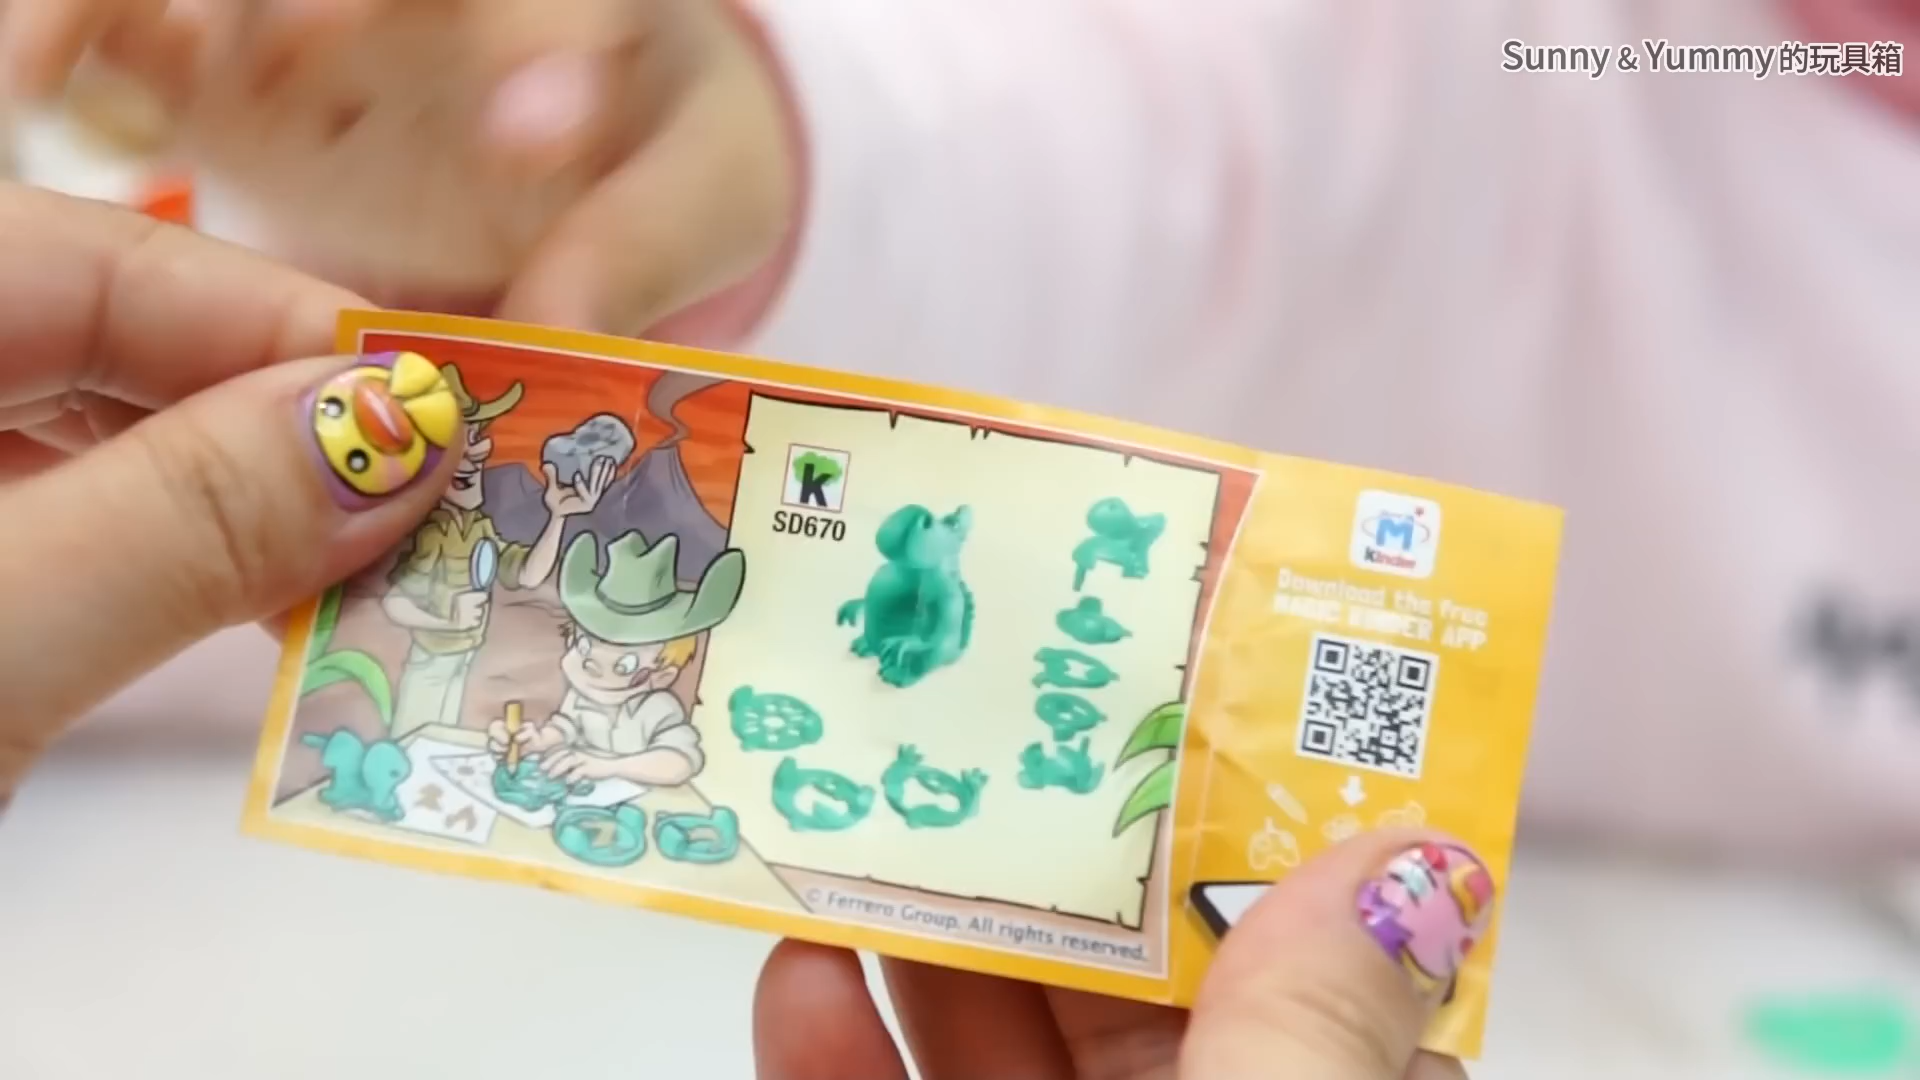 Sunny & Yummy的玩具箱
k
SD670
kinder
Download the free
MAGIC KINDER APP
© Ferrero Group. All rights reserved.